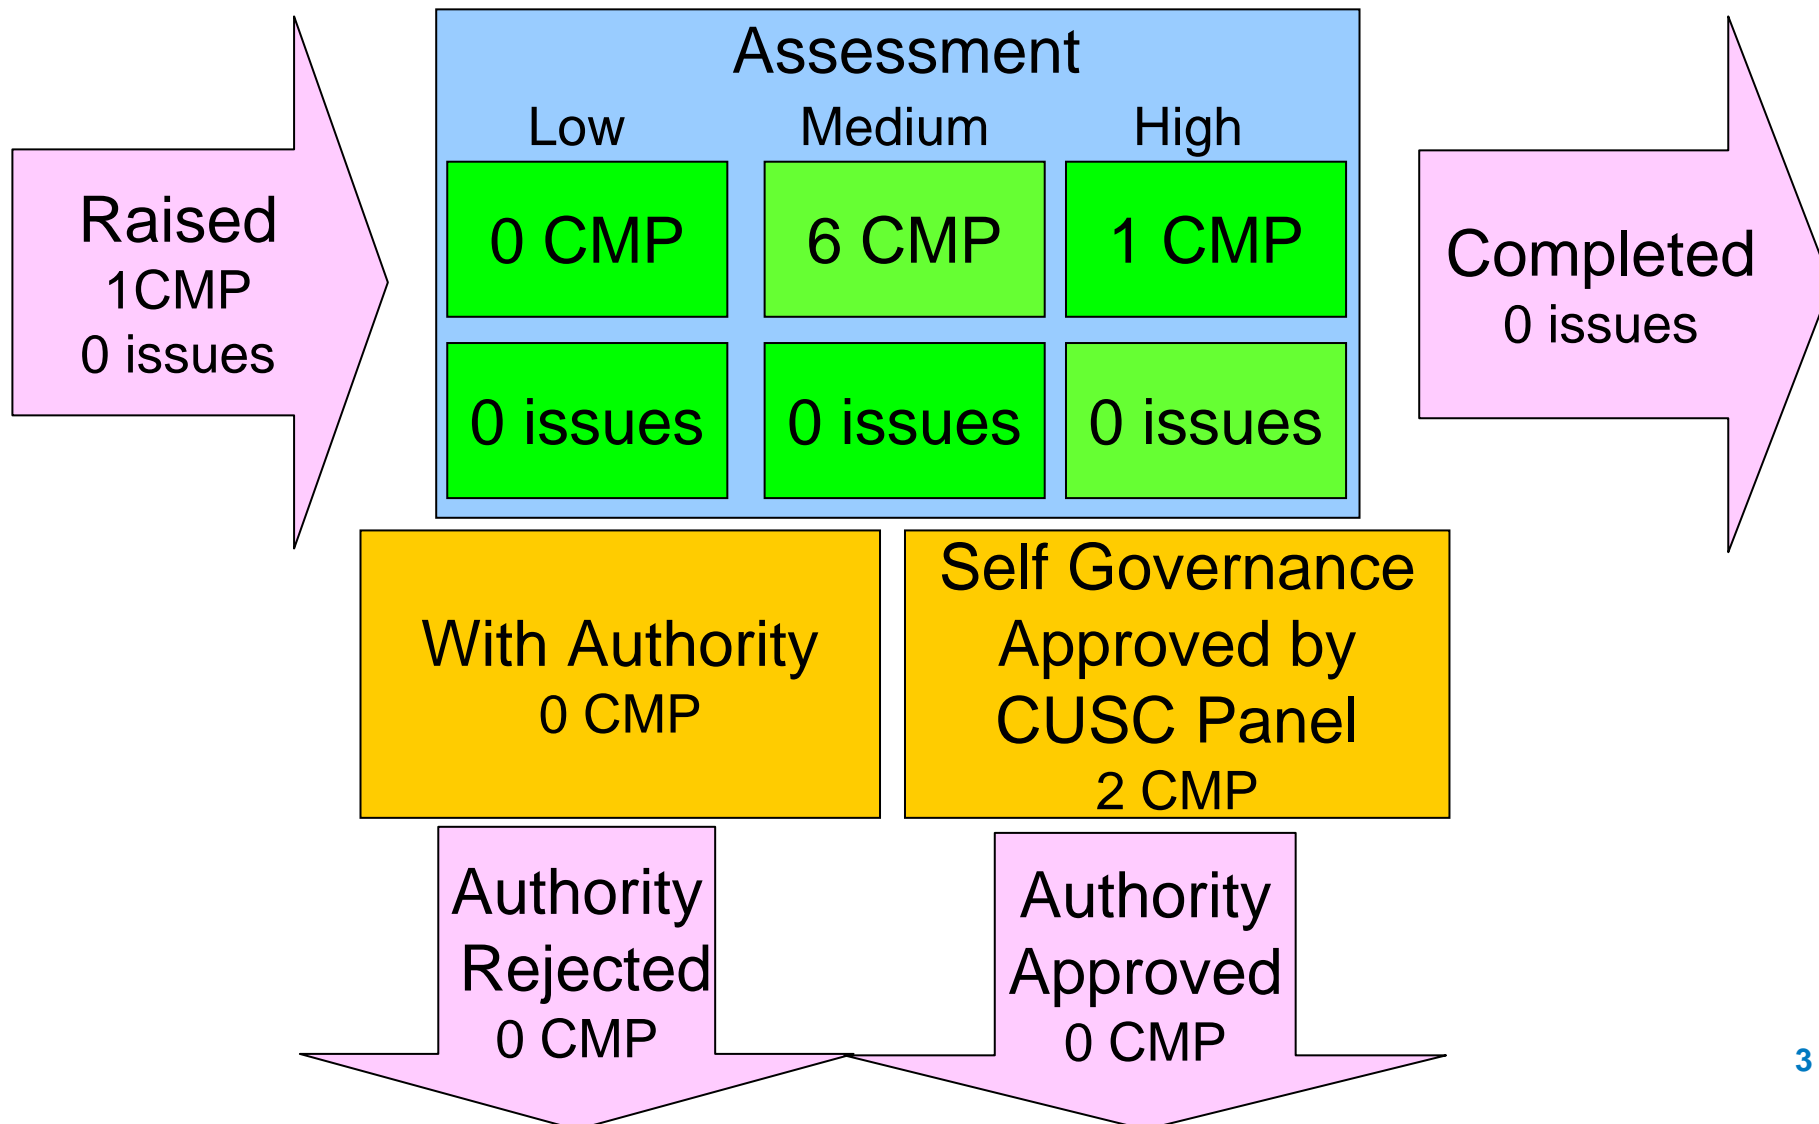 Raised
1CMP
0 issues
Assessment
Low Medium High
0 CMP 6 CMP 1 CMP
0 issues 0 issues 0 issues
Completed
0 issues
With Authority
0 CMP
Self Governance
Approved by
CUSC Panel
2 CMP
Authority
Rejected
0 CMP
Authority
Approved
0 CMP
3